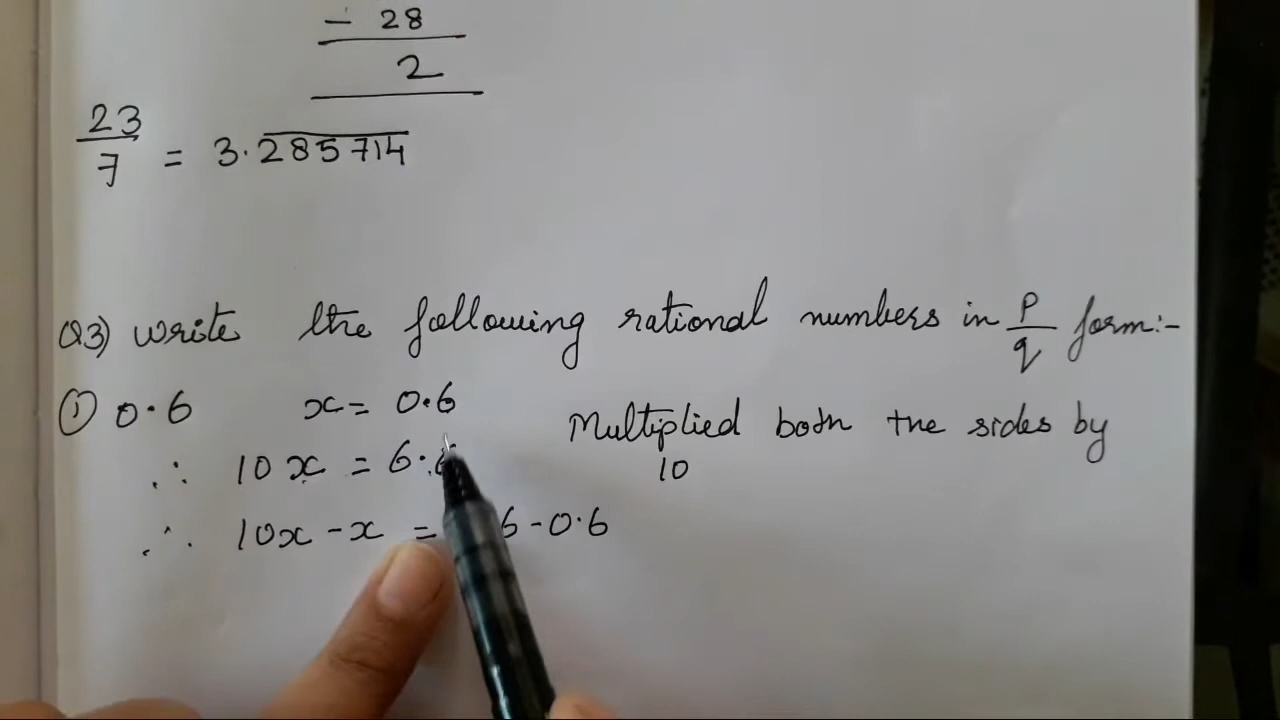 - 28
2
23/7 = 3.285714
Q3) Write the following rational numbers in p/q form:-
① 0.6 x = 0.6 Multiplied both the sides by
∴ 10x = 6.6 10
∴ 10x - x = 6 - 0.6